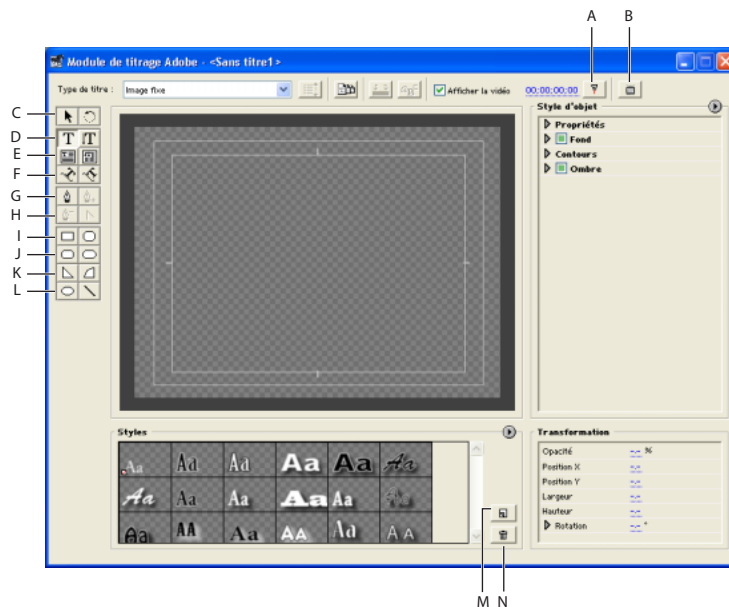 A B
Module de titrage Adobe - <Sans titre1>
Type de titre : Image fixe Afficher la vidéo 00:00:00:00
C
D T T
E
F
G
H
I
J
K
L
Style d'objet
Propriétés
Fond
Contours
Ombre
Styles
Aa Ad Ad Aa Aa Aa
Aa Aa Aa Aa Aa
Aa AA Aa AA Ad AA
Transformation
Opacité -.- %
Position X -.-
Position Y -.-
Largeur -.-
Hauteur -.-
Rotation -.- °
M N